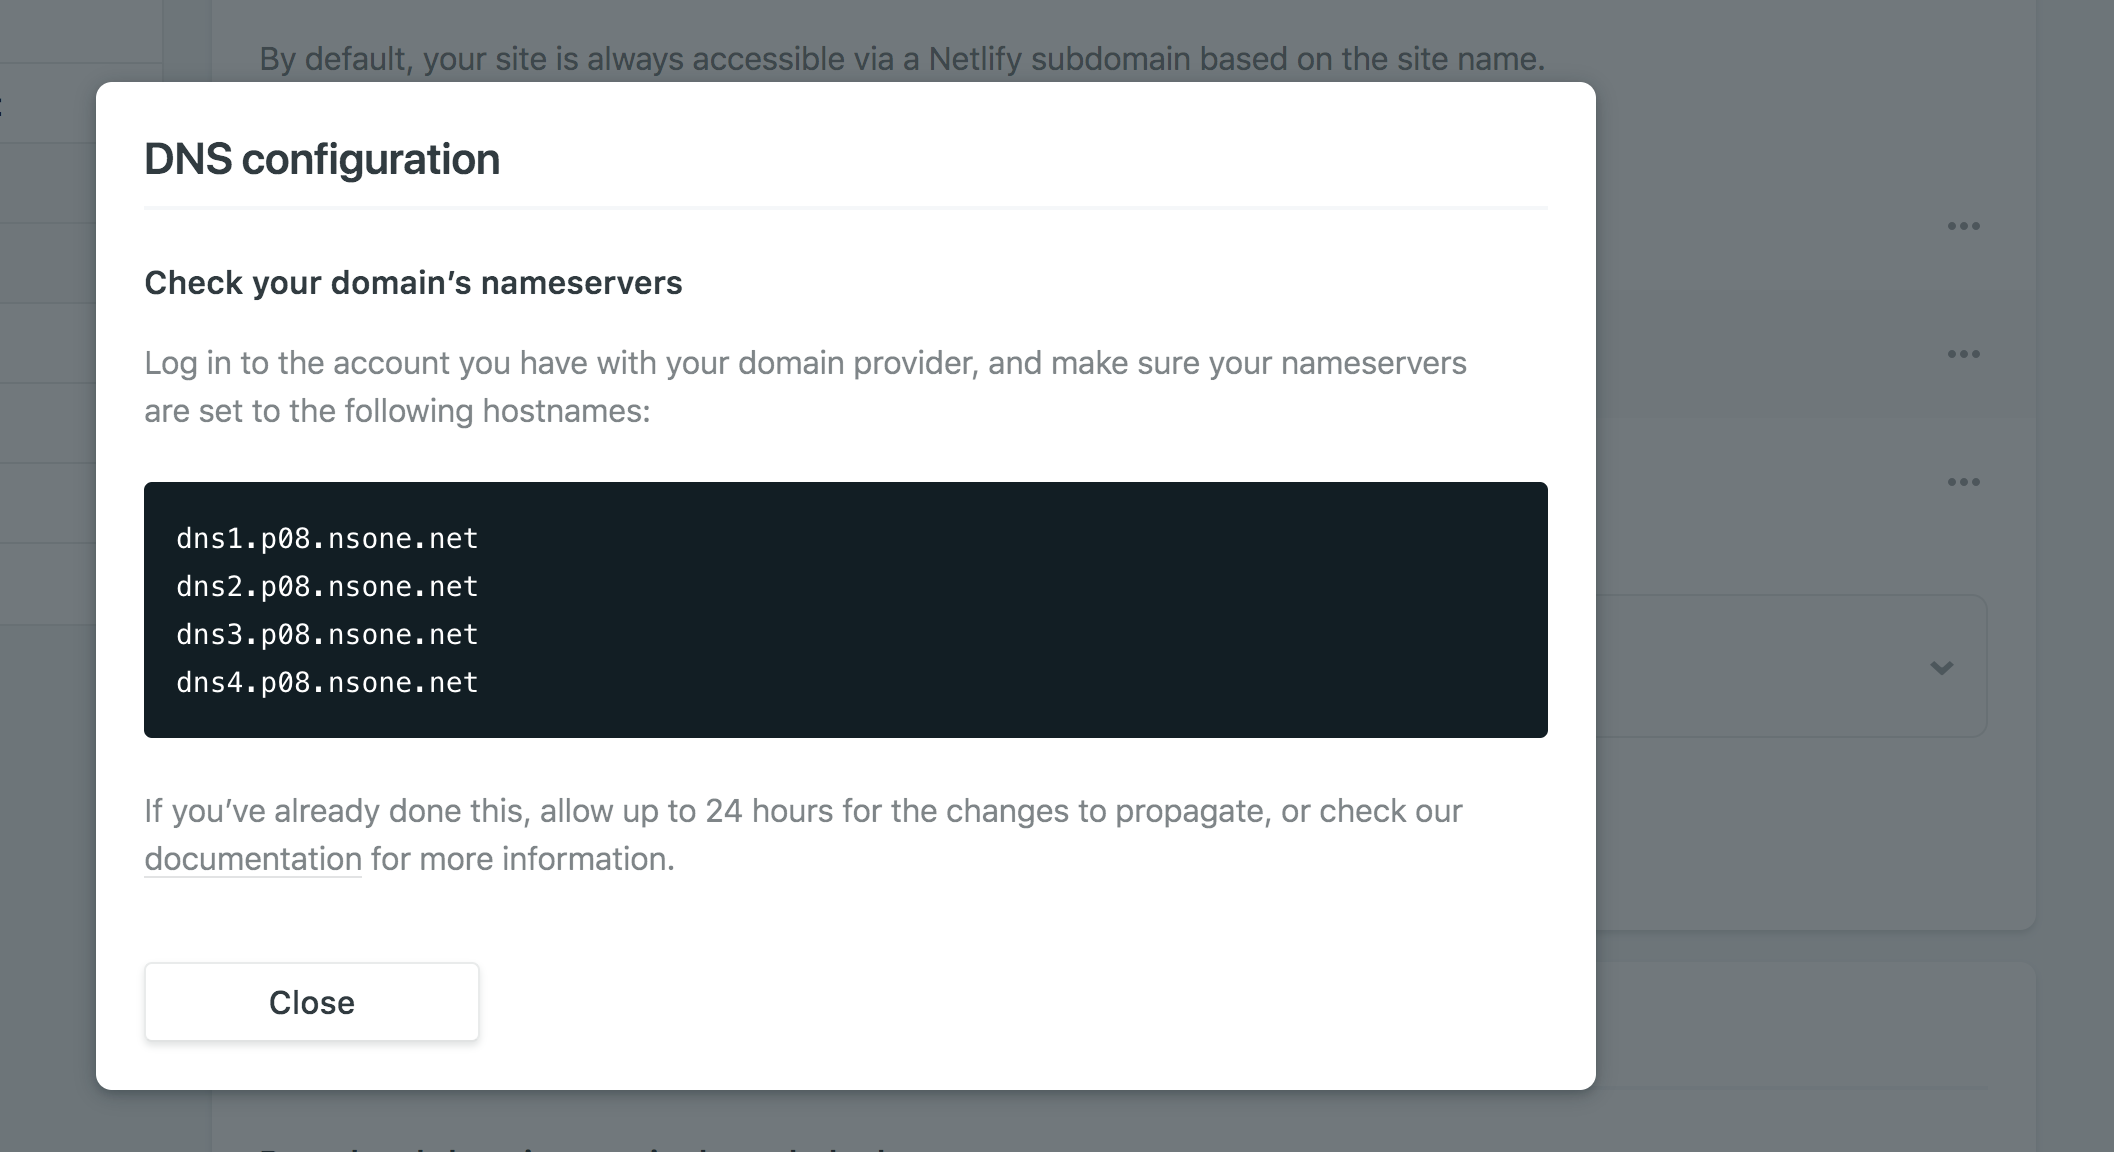 By default, your site is always accessible via a Netlify subdomain based on the site name.
DNS configuration
Check your domain’s nameservers
Log in to the account you have with your domain provider, and make sure your nameservers
are set to the following hostnames:
dns1.p08.nsone.net
dns2.p08.nsone.net
dns3.p08.nsone.net
dns4.p08.nsone.net
If you’ve already done this, allow up to 24 hours for the changes to propagate, or check our
documentation for more information.
Close